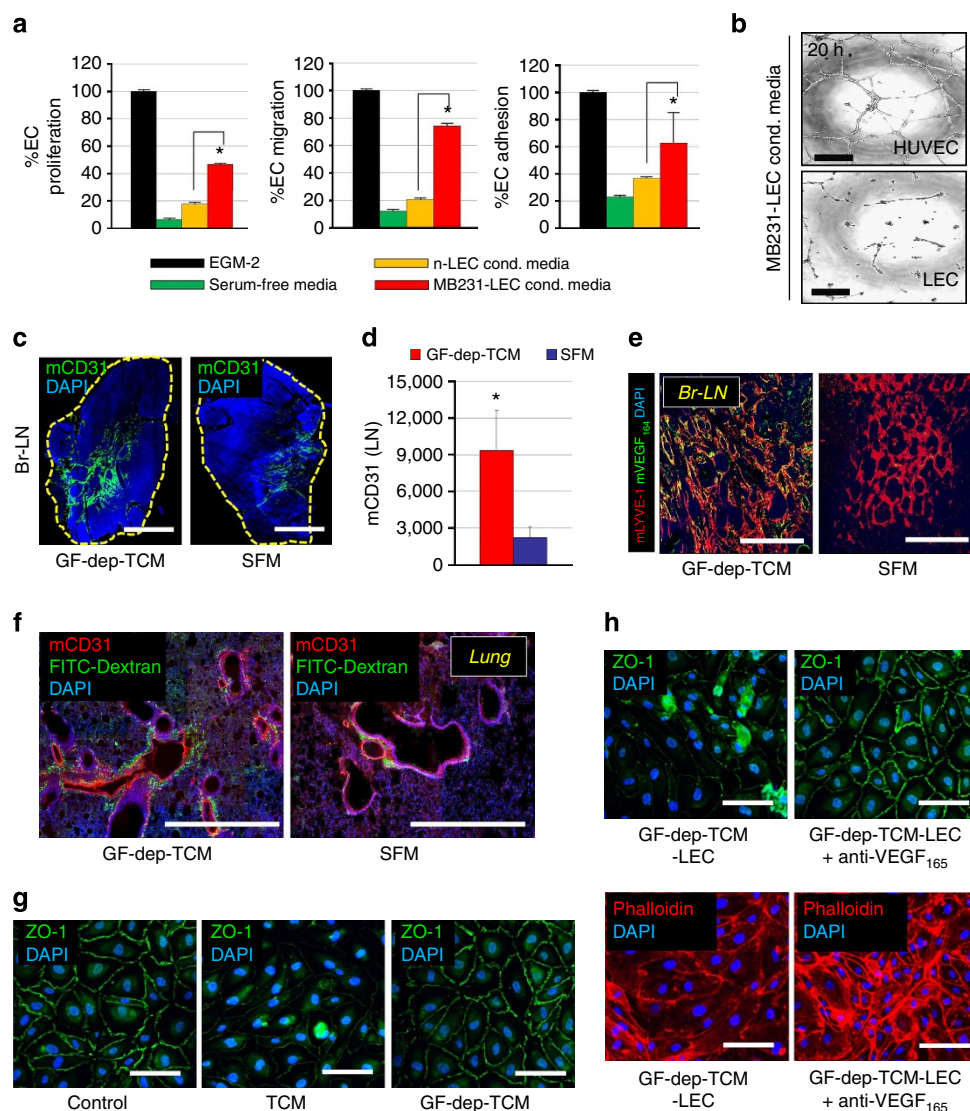 a
%EC proliferation
120
100
80
60
40
20
0
*
%EC migration
120
100
80
60
40
20
0
*
%EC adhesion
120
100
80
60
40
20
0
*
EGM-2
Serum-free media
n-LEC cond. media
MB231-LEC cond. media
b
MB231-LEC cond. media
20 h
HUVEC
LEC
c
Br-LN
mCD31
DAPI
GF-dep-TCM
mCD31
DAPI
SFM
d
GF-dep-TCM
SFM
mCD31 (LN)
15,000
12,000
9,000
6,000
3,000
0
*
e
mLYVE-1 mVEGF164 DAPI
Br-LN
GF-dep-TCM
SFM
f
mCD31
FITC-Dextran
DAPI
GF-dep-TCM
mCD31
FITC-Dextran
DAPI
Lung
SFM
g
ZO-1
DAPI
Control
ZO-1
DAPI
TCM
ZO-1
DAPI
GF-dep-TCM
h
ZO-1
DAPI
GF-dep-TCM
-LEC
ZO-1
DAPI
GF-dep-TCM-LEC
+ anti-VEGF165
Phalloidin
DAPI
GF-dep-TCM
-LEC
Phalloidin
DAPI
GF-dep-TCM-LEC
+ anti-VEGF165